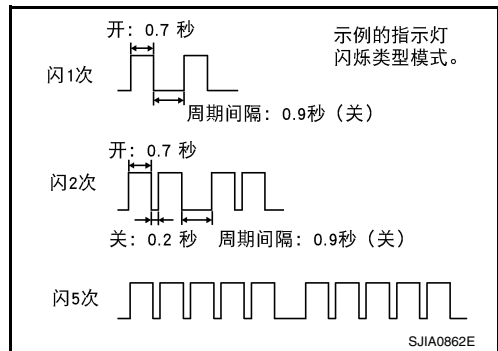 开：0.7 秒
示例的指示灯
闪烁类型模式。
闪1次
周期间隔：0.9秒（关）
开：0.7 秒
闪2次
关：0.2 秒 周期间隔：0.9秒（关）
闪5次
SJIA0862E